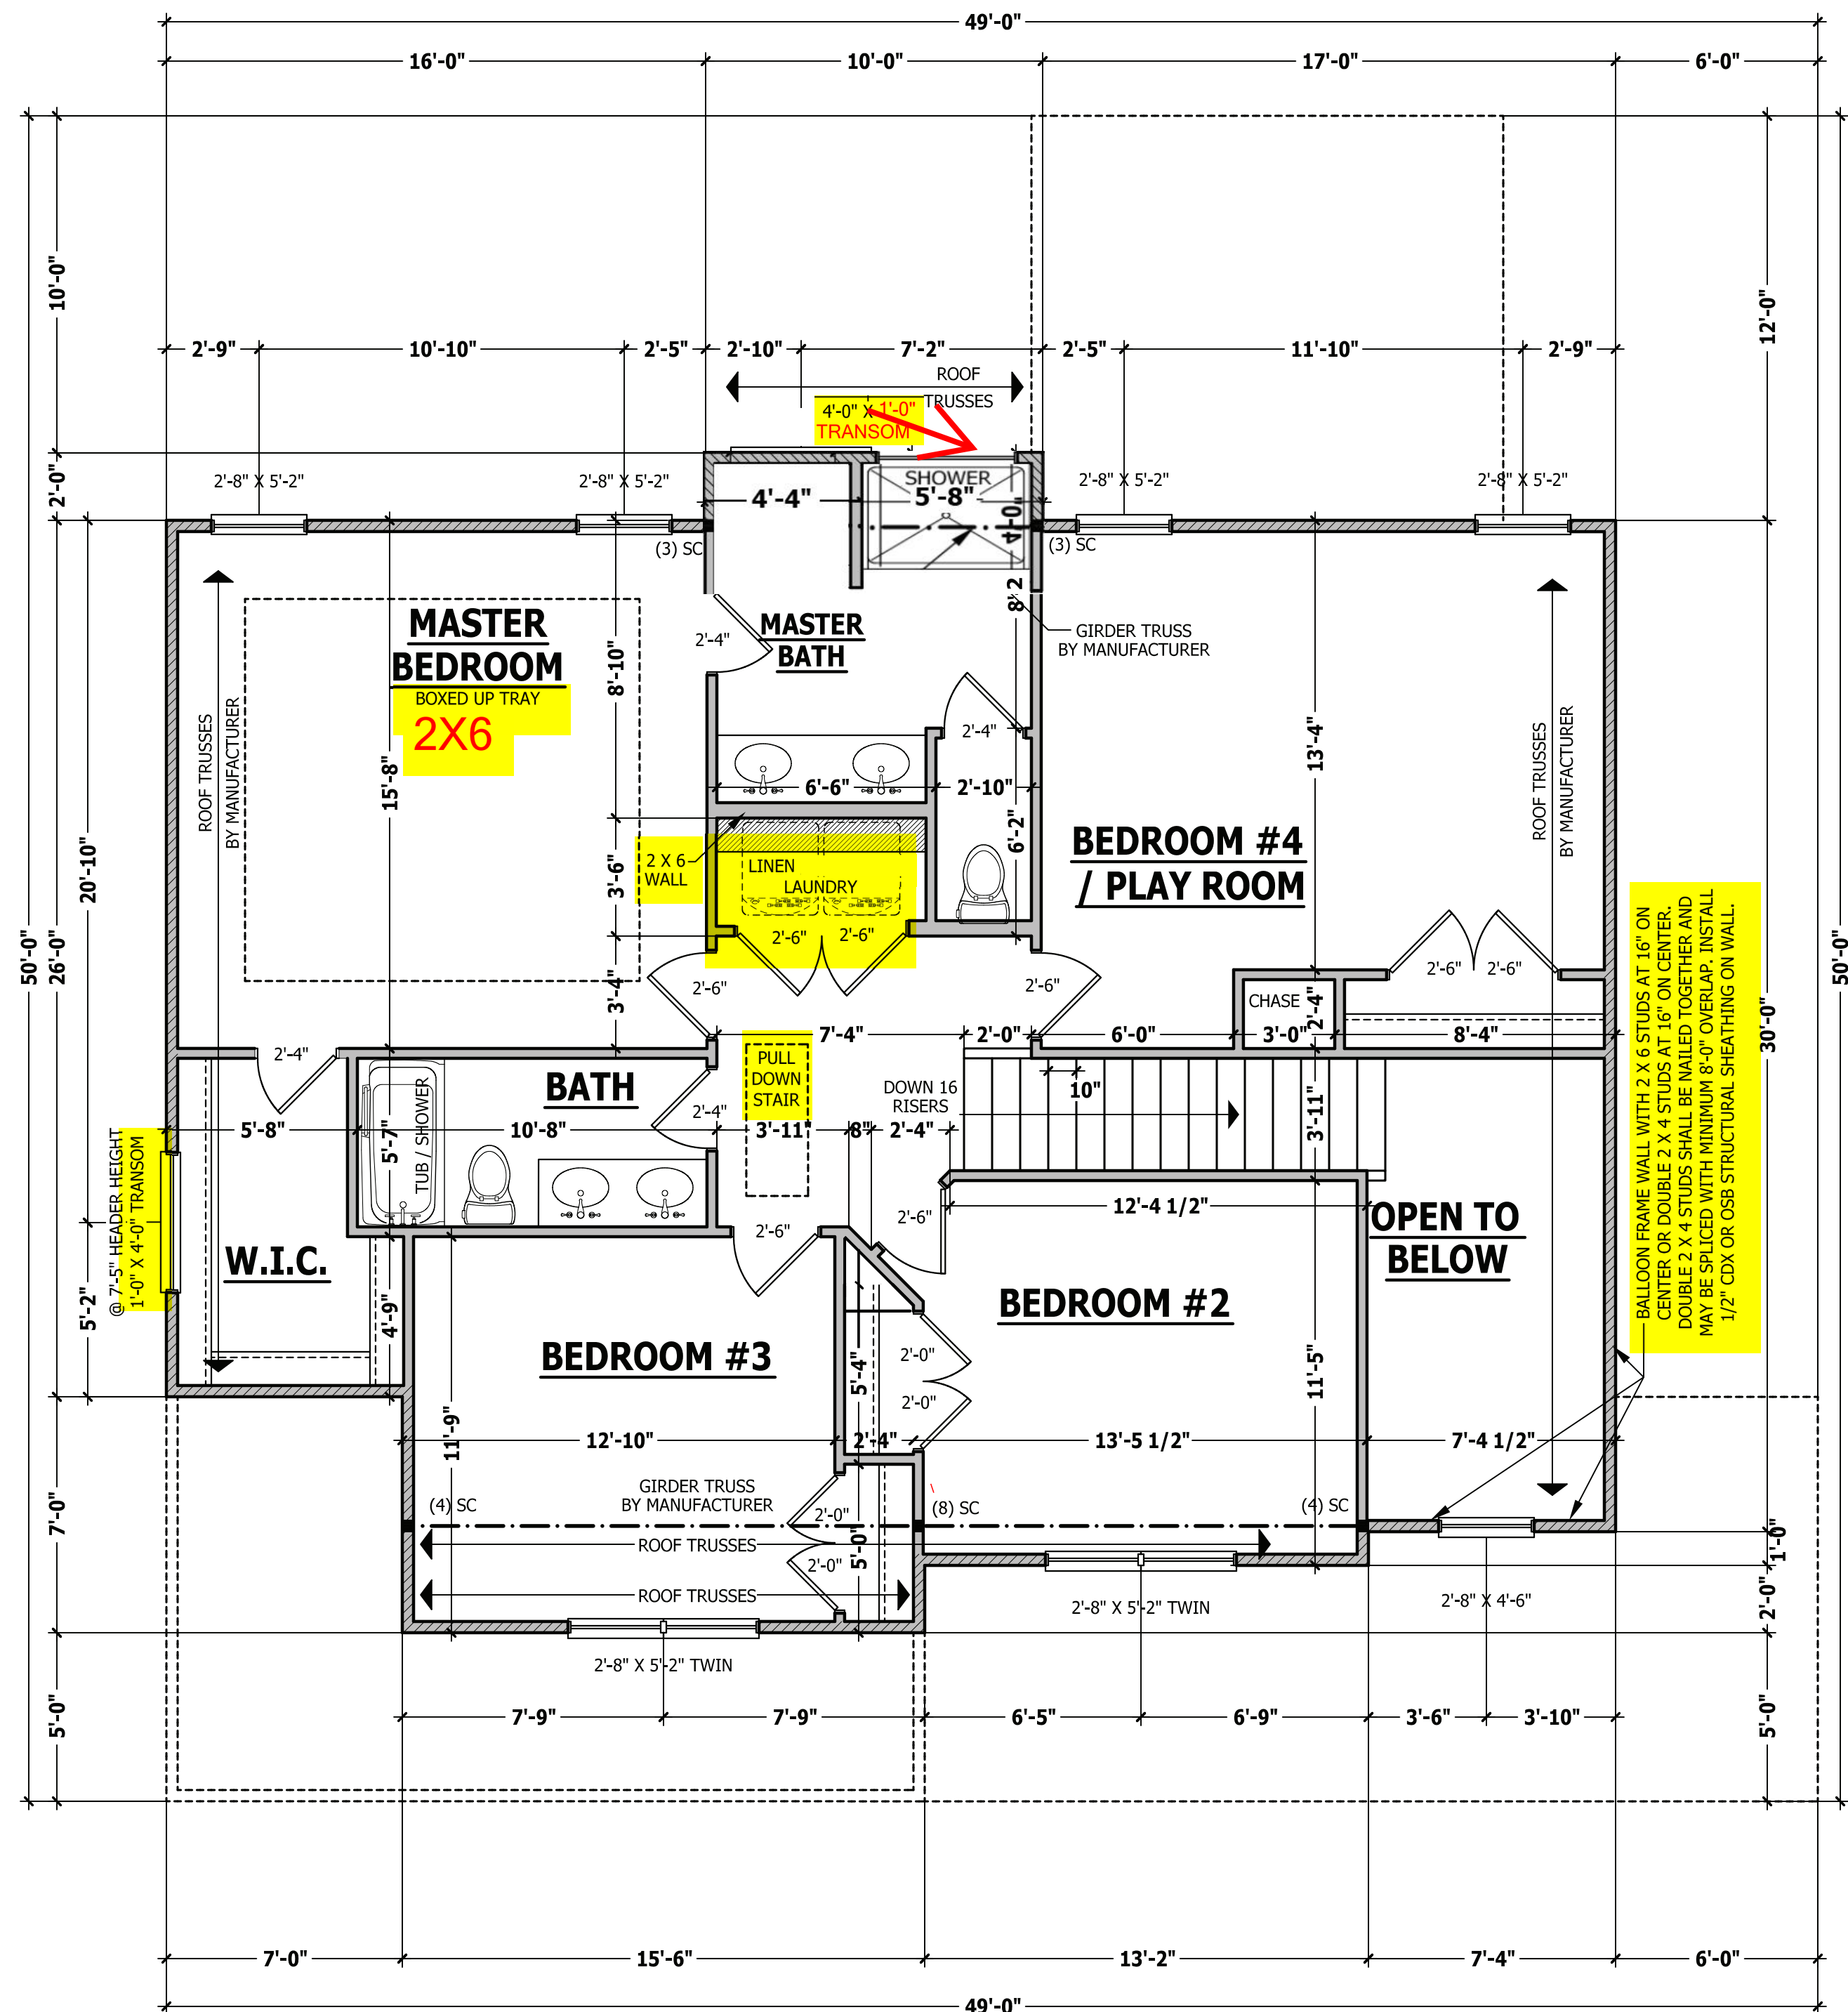 49'-0"
16'-0"
10'-0"
17'-0"
6'-0"
10'-0"
12'-0"
2'-9"
10'-10"
2'-5"
2'-10"
7'-2"
2'-5"
11'-10"
2'-9"
ROOF
TRUSSES
4'-0" X 1'-0"
TRANSOM
2'-0"
2'-8" X 5'-2"
2'-8" X 5'-2"
SHOWER
4'-4"
5'-8"
4'-0"
2'-8" X 5'-2"
2'-8" X 5'-2"
(3) SC
(3) SC
8'-2
MASTER
BEDROOM
BOXED UP TRAY
2X6
2'-4"
MASTER
BATH
GIRDER TRUSS
BY MANUFACTURER
8'-10"
15'-8"
13'-4"
ROOF TRUSSES
BY MANUFACTURER
ROOF TRUSSES
BY MANUFACTURER
2'-4"
6'-6"
2'-10"
6'-2"
BEDROOM #4
/ PLAY ROOM
2 X 6
WALL
3'-6"
LINEN
LAUNDRY
2'-6"
2'-6"
20'-10"
50'-0"
26'-0"
50'-0"
30'-0"
3'-4"
2'-6"
2'-6"
2'-6"
2'-6"
CHASE
2'-4"
7'-4"
2'-0"
6'-0"
3'-0"
8'-4"
2'-4"
BATH
PULL
DOWN
STAIR
DOWN 16
RISERS
10"
2'-4"
TUB / SHOWER
5'-8"
10'-8"
5'-7"
3'-11"
8"
2'-4"
3'-11"
@ 7'-5" HEADER HEIGHT
1'-0" X 4'-0" TRANSOM
BALLOON FRAME WALL WITH 2 X 6 STUDS AT 16" ON
CENTER OR DOUBLE 2 X 4 STUDS AT 16" ON CENTER.
DOUBLE 2 X 4 STUDS SHALL BE NAILED TOGETHER AND
MAY BE SPLICED WITH MINIMUM 8'-0" OVERLAP. INSTALL
1/2" CDX OR OSB STRUCTURAL SHEATHING ON WALL.
12'-4 1/2"
2'-6"
2'-6"
OPEN TO
BELOW
W.I.C.
5'-2"
4'-9"
BEDROOM #2
BEDROOM #3
2'-0"
5'-4"
2'-0"
11'-5"
11'-9"
12'-10"
2'-4"
13'-5 1/2"
7'-4 1/2"
GIRDER TRUSS
BY MANUFACTURER
(4) SC
(8) SC
(4) SC
7'-0"
2'-0"
ROOF TRUSSES
5'-0"
2'-0"
1'-0"
ROOF TRUSSES
2'-8" X 5'-2" TWIN
2'-8" X 4'-6"
2'-0"
2'-8" X 5'-2" TWIN
5'-0"
7'-9"
7'-9"
6'-5"
6'-9"
3'-6"
3'-10"
5'-0"
7'-0"
15'-6"
13'-2"
7'-4"
6'-0"
49'-0"